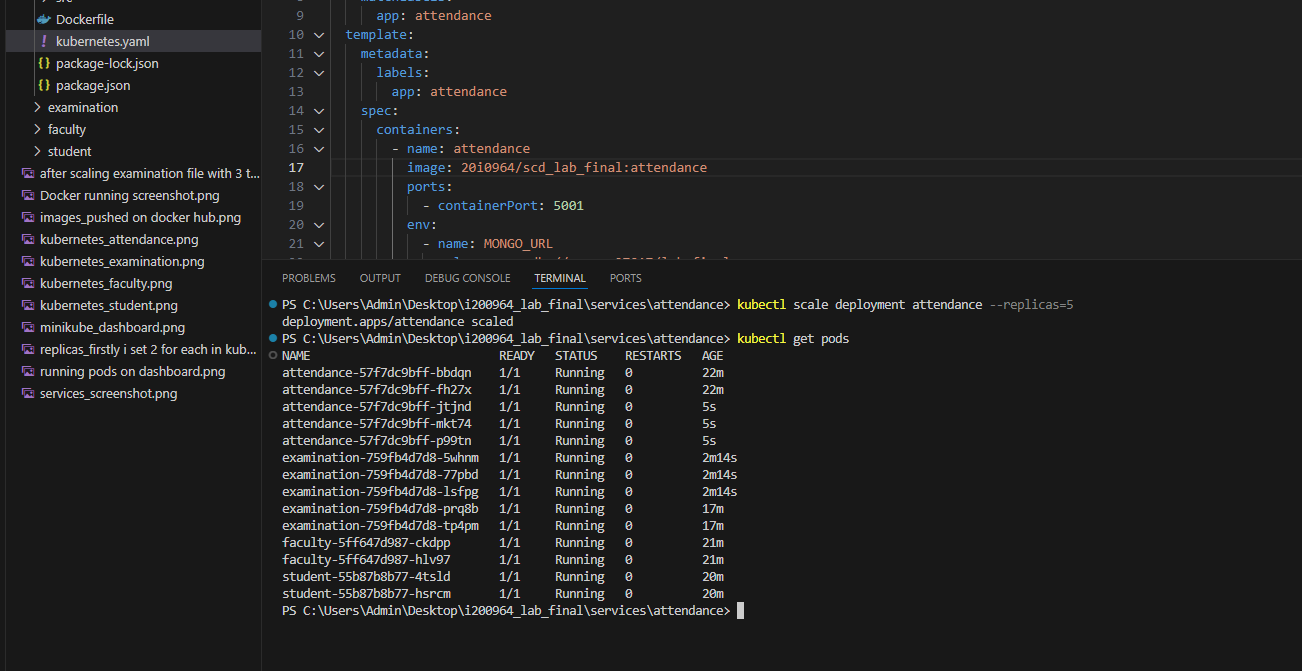 Dockerfile
! kubernetes.yaml
{} package-lock.json
{} package.json
> examination
> faculty
> student
after scaling examination file with 3 t...
Docker running screenshot.png
images_pushed on docker hub.png
kubernetes_attendance.png
kubernetes_examination.png
kubernetes_faculty.png
kubernetes_student.png
minikube_dashboard.png
replicas_firstly i set 2 for each in kub...
running pods on dashboard.png
services_screenshot.png
9 app: attendance
10 template:
11 metadata:
12 labels:
13 app: attendance
14 spec:
15 containers:
16 - name: attendance
17 image: 20i0964/scd_lab_final:attendance
18 ports:
19 - containerPort: 5001
20 env:
21 - name: MONGO_URL
PROBLEMS OUTPUT DEBUG CONSOLE TERMINAL PORTS
PS C:\Users\Admin\Desktop\i200964_lab_final\services\attendance> kubectl scale deployment attendance --replicas=5
deployment.apps/attendance scaled
PS C:\Users\Admin\Desktop\i200964_lab_final\services\attendance> kubectl get pods
NAME READY STATUS RESTARTS AGE
attendance-57f7dc9bff-bbdqn 1/1 Running 0 22m
attendance-57f7dc9bff-fh27x 1/1 Running 0 22m
attendance-57f7dc9bff-jtjnd 1/1 Running 0 5s
attendance-57f7dc9bff-mkt74 1/1 Running 0 5s
attendance-57f7dc9bff-p99tn 1/1 Running 0 5s
examination-759fb4d7d8-5whnm 1/1 Running 0 2m14s
examination-759fb4d7d8-77pbd 1/1 Running 0 2m14s
examination-759fb4d7d8-lsfpg 1/1 Running 0 2m14s
examination-759fb4d7d8-prq8b 1/1 Running 0 17m
examination-759fb4d7d8-tp4pm 1/1 Running 0 17m
faculty-5ff647d987-ckdpp 1/1 Running 0 21m
faculty-5ff647d987-hlv97 1/1 Running 0 21m
student-55b87b8b77-4tsld 1/1 Running 0 20m
student-55b87b8b77-hsrcm 1/1 Running 0 20m
PS C:\Users\Admin\Desktop\i200964_lab_final\services\attendance>